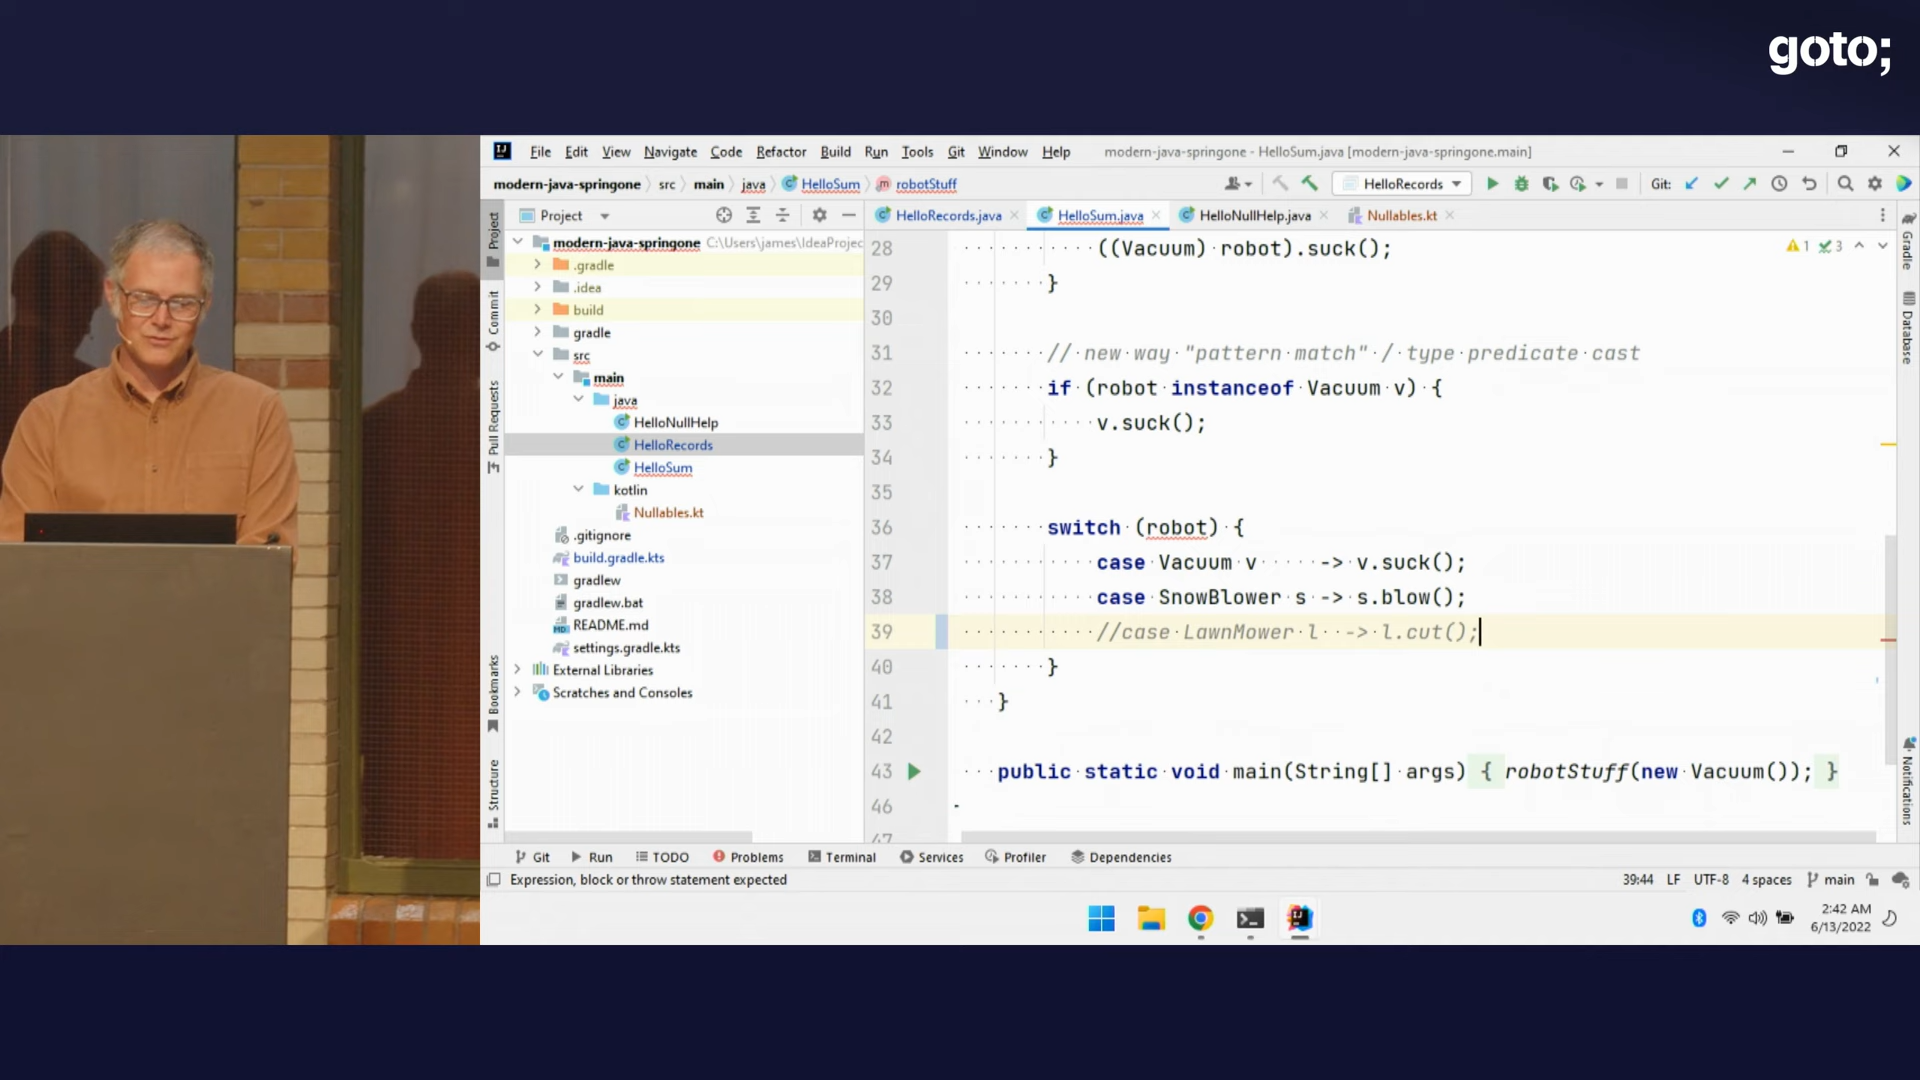 goto;
File Edit View Navigate Code Refactor Build Run Tools Git Window Help modern-java-springone - HelloSum.java [modern-java-springone.main]
modern-java-springone src main java HelloSum robotStuff HelloRecords Git:
Project HelloRecords.java HelloSum.java HelloNullHelp.java Nullables.kt
Project
Commit
Pull Requests
Bookmarks
Structure
modern-java-springone C:\Users\james\IdeaProjec
.gradle
.idea
build
gradle
src
main
java
HelloNullHelp
HelloRecords
HelloSum
kotlin
Nullables.kt
.gitignore
build.gradle.kts
gradlew
gradlew.bat
README.md
settings.gradle.kts
External Libraries
Scratches and Consoles
1 3
28 ((Vacuum) robot).suck();
29 }
30
31 // new way "pattern match" / type predicate cast
32 if (robot instanceof Vacuum v) {
33 v.suck();
34 }
35
36 switch (robot) {
37 case Vacuum v -> v.suck();
38 case SnowBlower s -> s.blow();
39 //case LawnMower l -> l.cut();
40 }
41 }
42
43 public static void main(String[] args) { robotStuff(new Vacuum()); }
46
47
Gradle
Database
Notifications
Git Run TODO Problems Terminal Services Profiler Dependencies
Expression, block or throw statement expected 39:44 LF UTF-8 4 spaces main
2:42 AM
6/13/2022